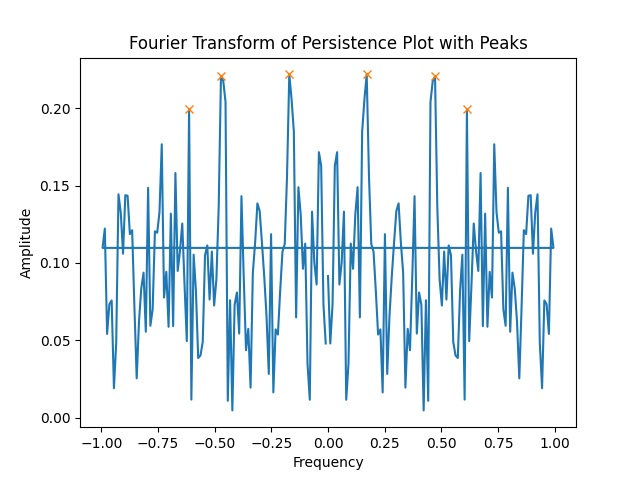 Fourier Transform of Persistence Plot with Peaks
0.20
0.15
0.10
0.05
0.00
Amplitude
−1.00 −0.75 −0.50 −0.25 0.00 0.25 0.50 0.75 1.00
Frequency